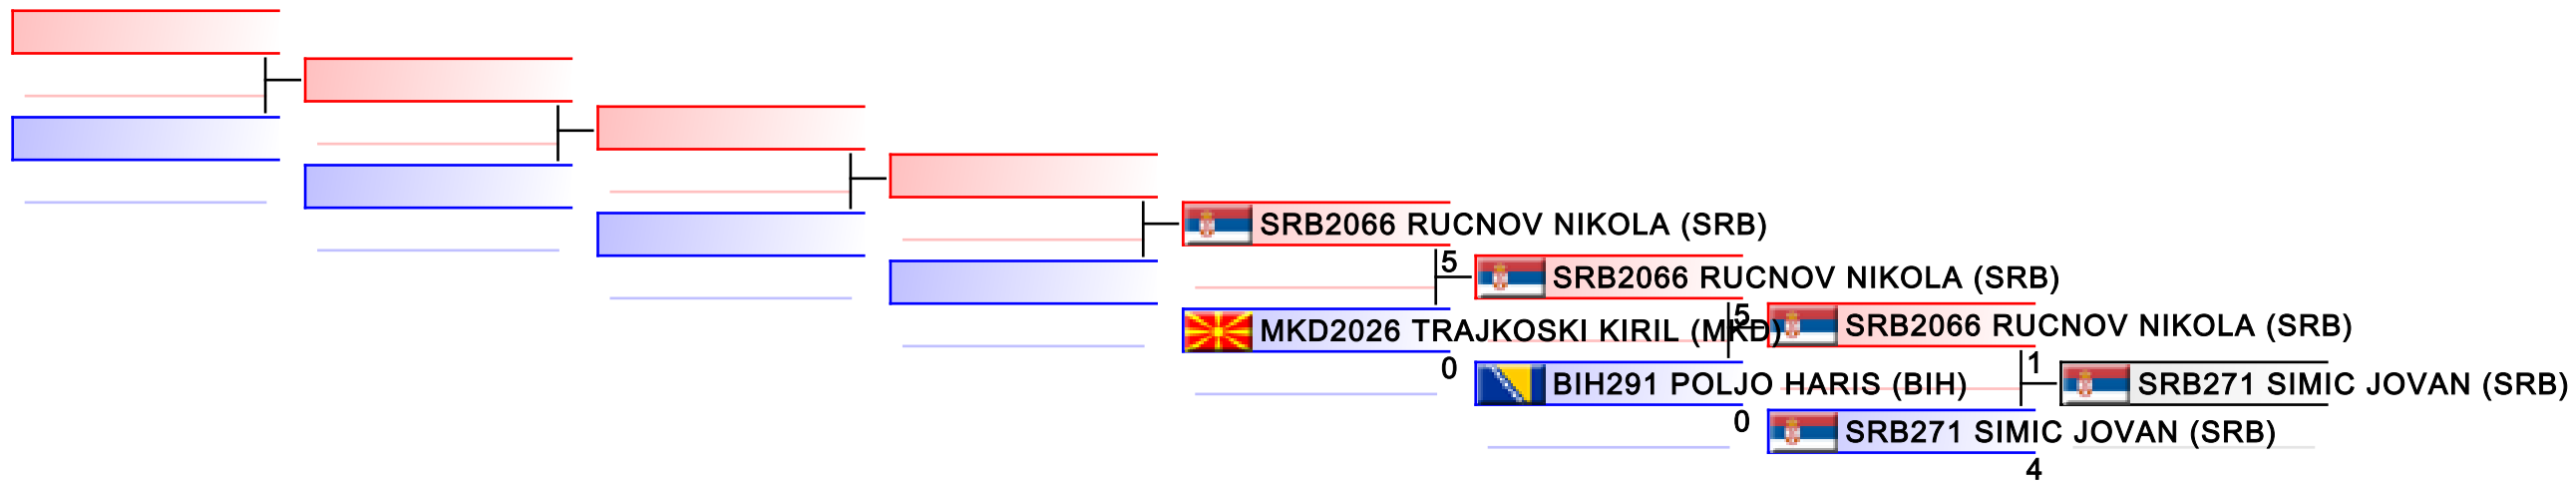 SRB2066 RUCNOV NIKOLA (SRB)
5
SRB2066 RUCNOV NIKOLA (SRB)
MKD2026 TRAJKOSKI KIRIL (MKD)
5
SRB2066 RUCNOV NIKOLA (SRB)
0
BIH291 POLJO HARIS (BIH)
1
SRB271 SIMIC JOVAN (SRB)
0
SRB271 SIMIC JOVAN (SRB)
4